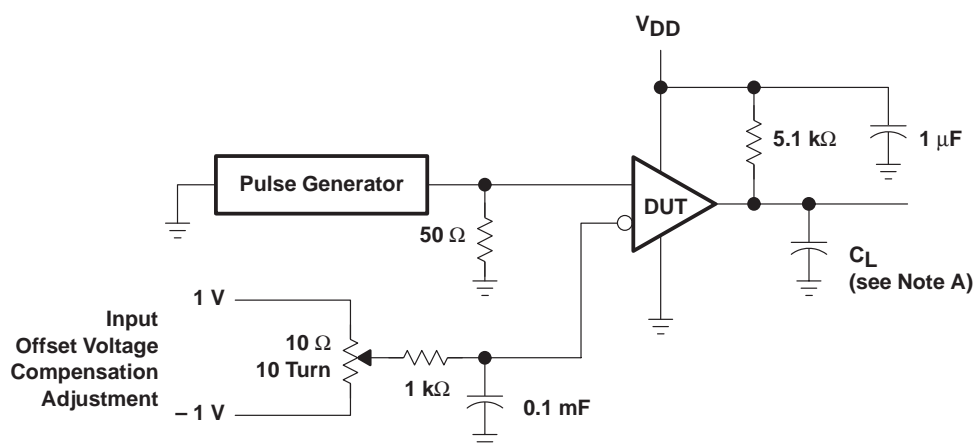 VDD
5.1 kΩ
1 μF
Pulse Generator
DUT
50 Ω
CL
(see Note A)
1 V
Input
Offset Voltage
Compensation
Adjustment
10 Ω
10 Turn
1 kΩ
0.1 mF
– 1 V